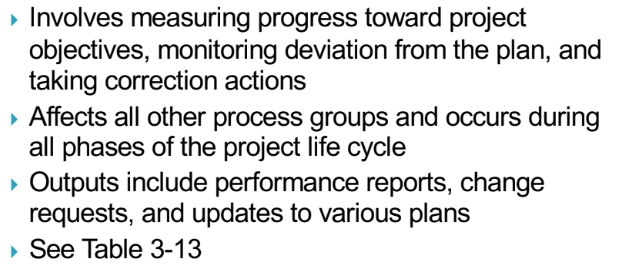 Involves measuring progress toward project
objectives, monitoring deviation from the plan, and
taking correction actions
Affects all other process groups and occurs during
all phases of the project life cycle
Outputs include performance reports, change
requests, and updates to various plans
See Table 3-13